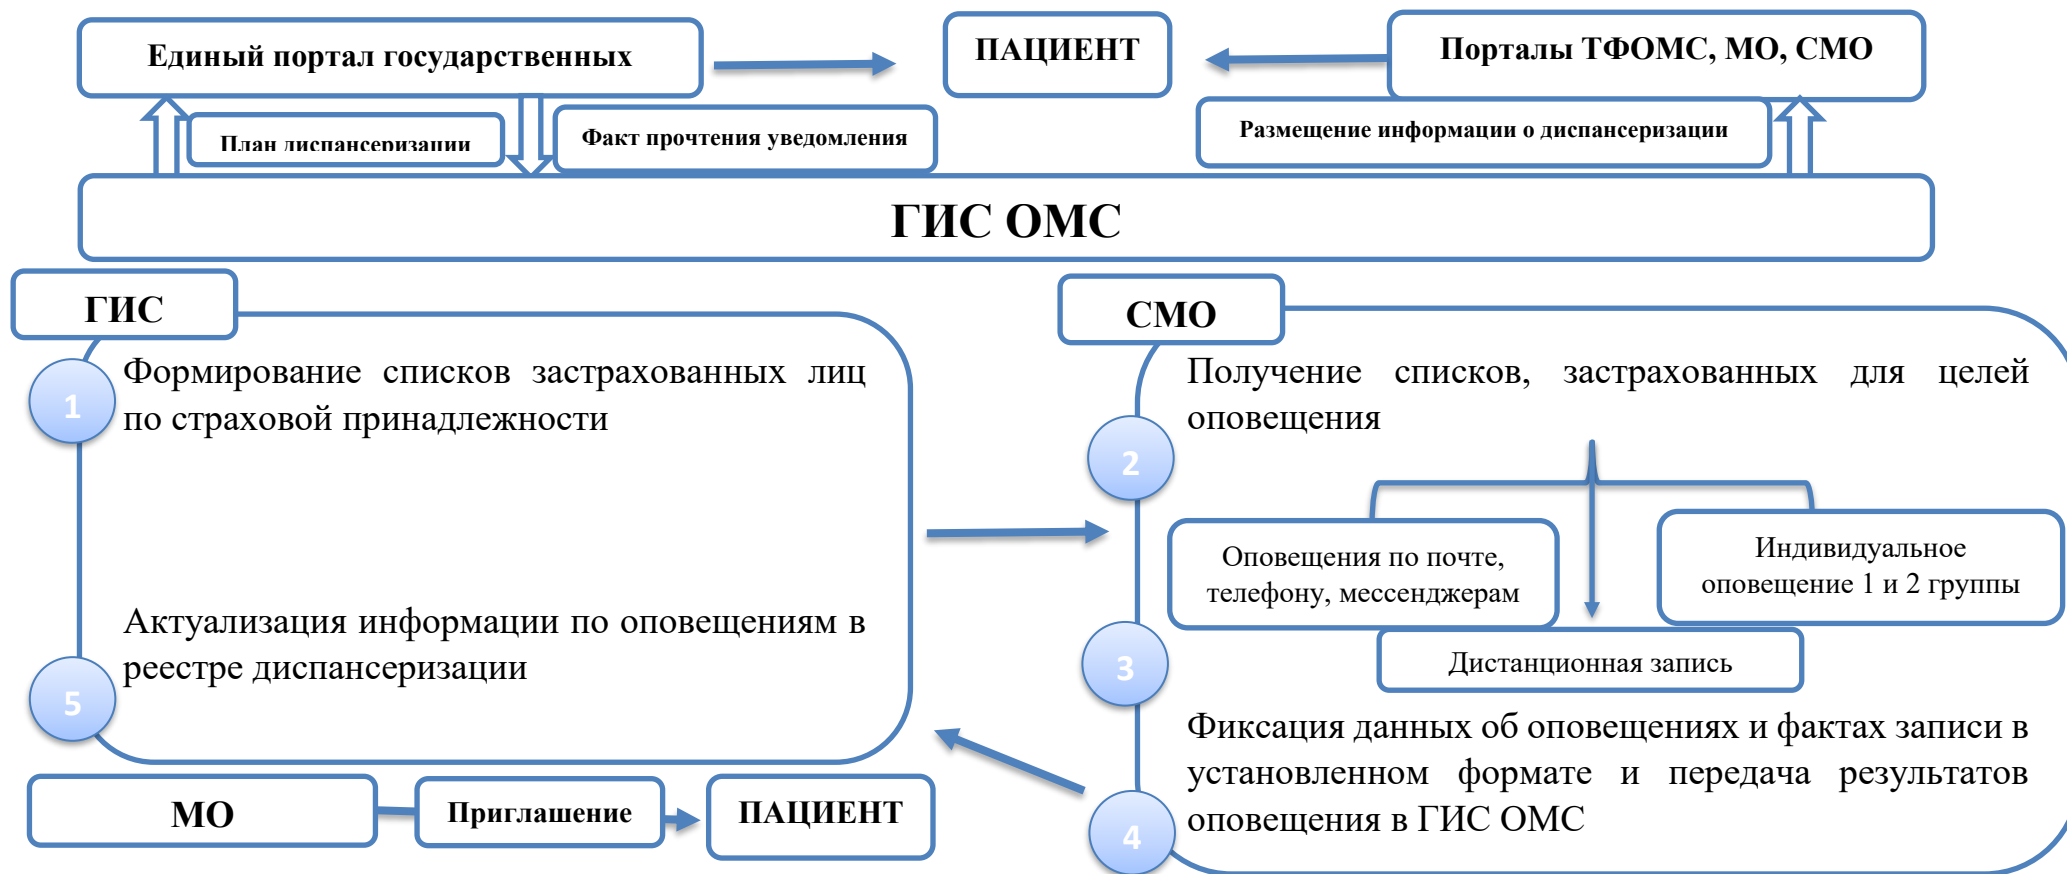 Единый портал государственных
ПАЦИЕНТ
Порталы ТФОМС, МО, СМО
План диспансеризации
Факт прочтения уведомления
Размещение информации о диспансеризации
ГИС ОМС
ГИС
1
Формирование списков застрахованных лиц
по страховой принадлежности
Актуализация информации по оповещениям в
реестре диспансеризации
5
СМО
Получение списков, застрахованных для целей
оповещения
2
Оповещения по почте,
телефону, мессенджерам
Индивидуальное
оповещение 1 и 2 группы
3
Дистанционная запись
Фиксация данных об оповещениях и фактах записи в
установленном формате и передача результатов
оповещения в ГИС ОМС
4
МО
Приглашение
ПАЦИЕНТ